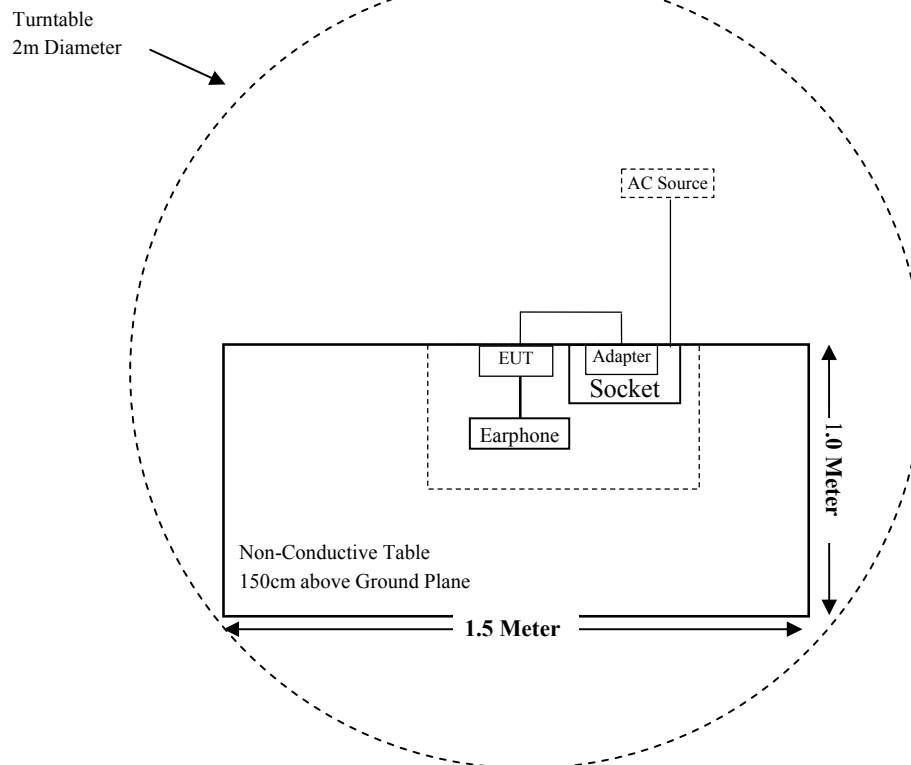 Turntable
2m Diameter
AC Source
EUT
Adapter
Socket
Earphone
1.0 Meter
Non-Conductive Table
150cm above Ground Plane
1.5 Meter